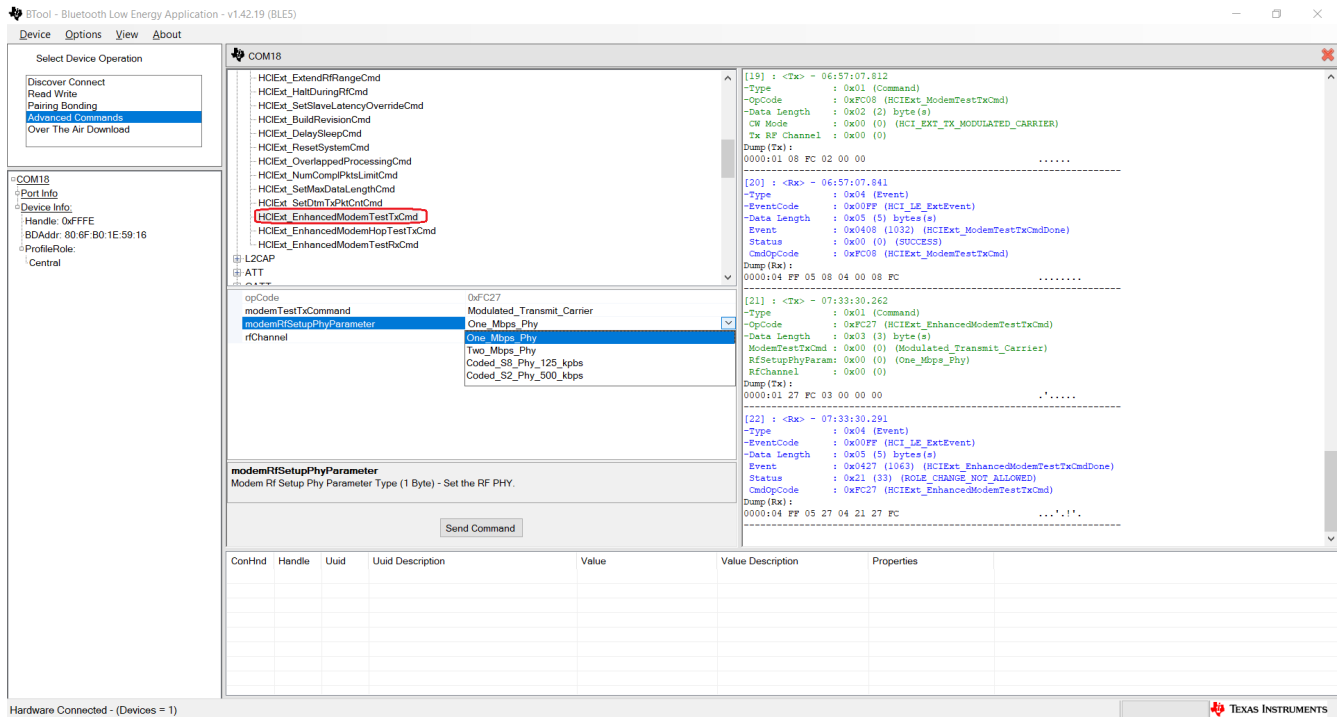 BTool - Bluetooth Low Energy Application - v1.42.19 (BLE5)
Device Options View About
Select Device Operation
Discover Connect
Read Write
Pairing Bonding
Advanced Commands
Over The Air Download
COM18
Port Info
Device Info:
Handle: 0xFFFE
BDAddr: 80:6F:B0:1E:59:16
ProfileRole:
Central
COM18
HCIExt_ExtendRfRangeCmd
HCIExt_HaltDuringRfCmd
HCIExt_SetSlaveLatencyOverrideCmd
HCIExt_BuildRevisionCmd
HCIExt_DelaySleepCmd
HCIExt_ResetSystemCmd
HCIExt_OverlappedProcessingCmd
HCIExt_NumComplPktsLimitCmd
HCIExt_SetMaxDataLengthCmd
HCIExt_SetDtmTxPktCntCmd
HCIExt_EnhancedModemTestTxCmd
HCIExt_EnhancedModemHopTestTxCmd
HCIExt_EnhancedModemTestRxCmd
L2CAP
ATT
opCode 0xFC27
modemTestTxCommand Modulated_Transmit_Carrier
modemRfSetupPhyParameter One_Mbps_Phy
rfChannel One_Mbps_Phy
Two_Mbps_Phy
Coded_S8_Phy_125_kpbs
Coded_S2_Phy_500_kbps
modemRfSetupPhyParameter
Modem Rf Setup Phy Parameter Type (1 Byte) - Set the RF PHY.
Send Command
[19] : <Tx> - 06:57:07.812
-Type : 0x01 (Command)
-OpCode : 0xFC08 (HCIExt_ModemTestTxCmd)
-Data Length : 0x02 (2) byte(s)
CW Mode : 0x00 (0) (HCI_EXT_TX_MODULATED_CARRIER)
Tx RF Channel : 0x00 (0)
Dump(Tx):
0000:01 08 FC 02 00 00 ......
[20] : <Rx> - 06:57:07.841
-Type : 0x04 (Event)
-EventCode : 0x00FF (HCI_LE_ExtEvent)
-Data Length : 0x05 (5) bytes(s)
Event : 0x0408 (1032) (HCIExt_ModemTestTxCmdDone)
Status : 0x00 (0) (SUCCESS)
CmdOpCode : 0xFC08 (HCIExt_ModemTestTxCmd)
Dump(Rx):
0000:04 FF 05 08 04 00 08 FC ........
[21] : <Tx> - 07:33:30.262
-Type : 0x01 (Command)
-OpCode : 0xFC27 (HCIExt_EnhancedModemTestTxCmd)
-Data Length : 0x03 (3) byte(s)
ModemTestTxCmd : 0x00 (0) (Modulated_Transmit_Carrier)
RfSetupPhyParam: 0x00 (0) (One_Mbps_Phy)
RfChannel : 0x00 (0)
Dump(Tx):
0000:01 27 FC 03 00 00 00 .'.....
[22] : <Rx> - 07:33:30.291
-Type : 0x04 (Event)
-EventCode : 0x00FF (HCI_LE_ExtEvent)
-Data Length : 0x05 (5) bytes(s)
Event : 0x0427 (1063) (HCIExt_EnhancedModemTestTxCmdDone)
Status : 0x21 (33) (ROLE_CHANGE_NOT_ALLOWED)
CmdOpCode : 0xFC27 (HCIExt_EnhancedModemTestTxCmd)
Dump(Rx):
0000:04 FF 05 27 04 21 27 FC ...'.!'.
ConHnd Handle Uuid Uuid Description Value Value Description Properties
Hardware Connected - (Devices = 1)
TEXAS INSTRUMENTS